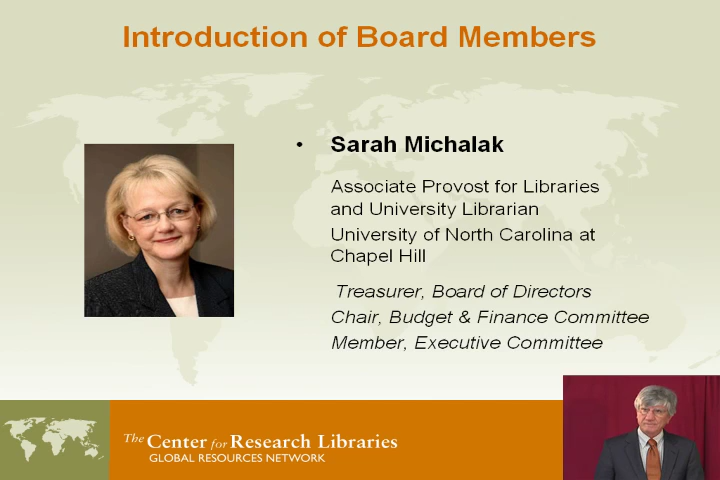 Introduction of Board Members
• Sarah Michalak
Associate Provost for Libraries
and University Librarian
University of North Carolina at
Chapel Hill
Treasurer, Board of Directors
Chair, Budget & Finance Committee
Member, Executive Committee
The Center for Research Libraries
GLOBAL RESOURCES NETWORK